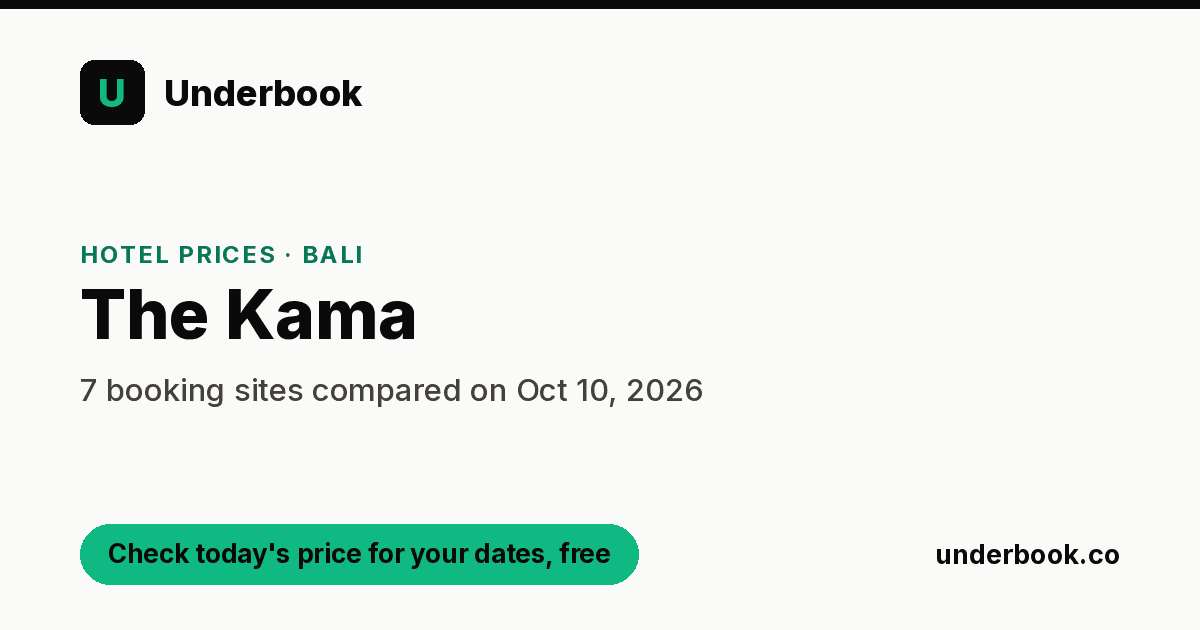 U Underbook
HOTEL PRICES · BALI
The Kama
7 booking sites compared on Oct 10, 2026
Check today's price for your dates, free
underbook.co